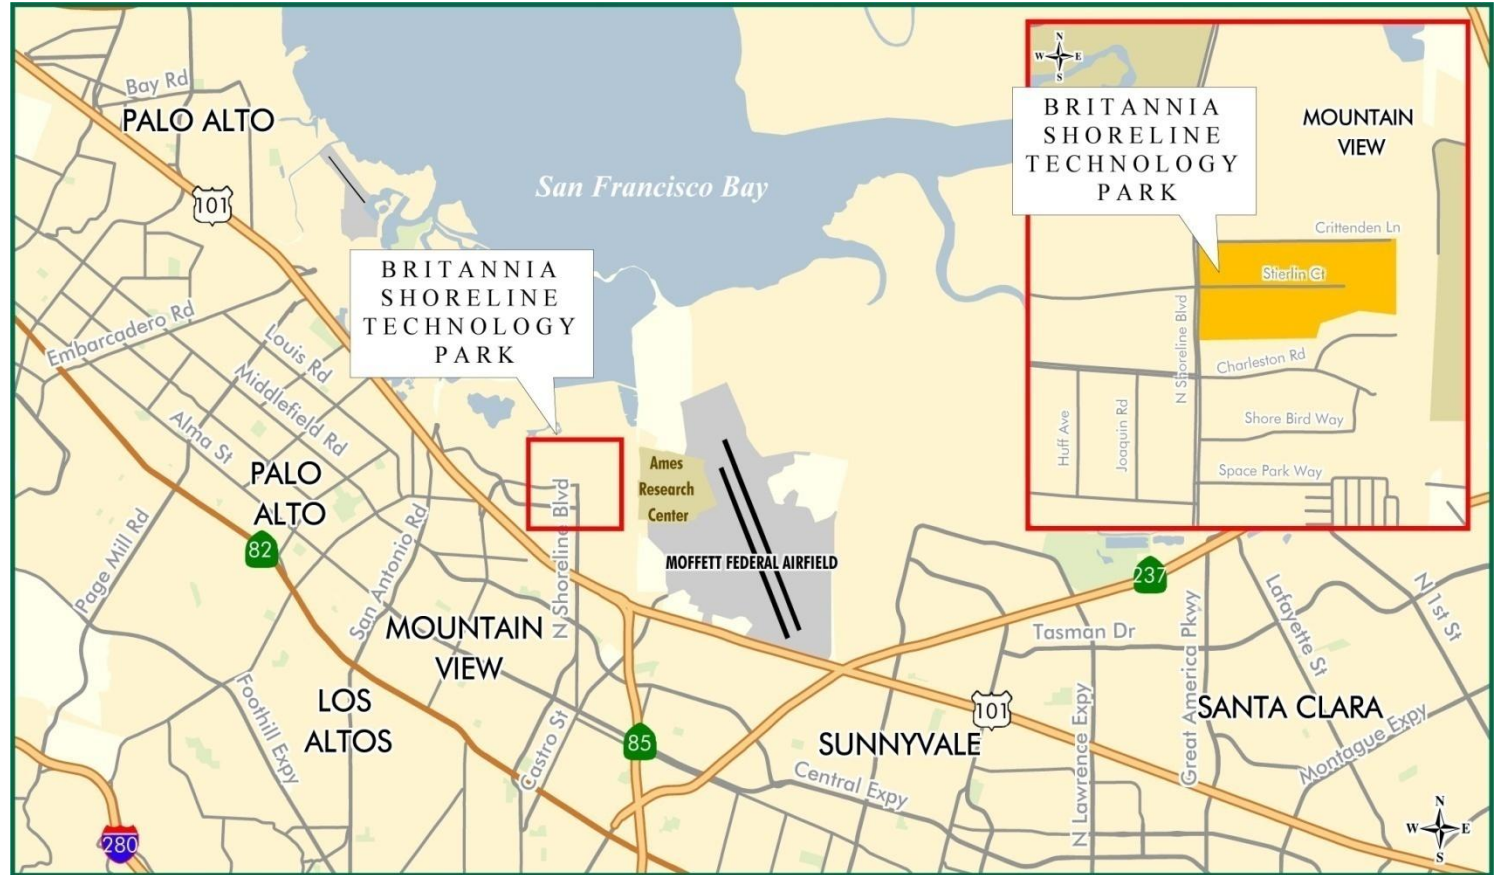 Bay Rd
PALO ALTO
101
San Francisco Bay
BRITANNIA
SHORELINE
TECHNOLOGY
PARK
Embarcadero Rd
Louis Rd
Middlefield Rd
Alma St
PALO
ALTO
82
Page Mill Rd
San Antonio Rd
N Shoreline Blvd
Ames
Research
Center
MOFFETT FEDERAL AIRFIELD
MOUNTAIN
VIEW
LOS
ALTOS
Foothill Expy
Castro St
85
280
SUNNYVALE
Central Expy
101
237
Tasman Dr
N Lawrence Expy
Great America Pkwy
Lafayette St
N 1st St
SANTA CLARA
Montague Expy
N
W
E
S
N
W
E
S
BRITANNIA
SHORELINE
TECHNOLOGY
PARK
MOUNTAIN
VIEW
Crittenden Ln
Stierlin Ct
N Shoreline Blvd
Charleston Rd
Huff Ave
Joaquin Rd
Shore Bird Way
Space Park Way